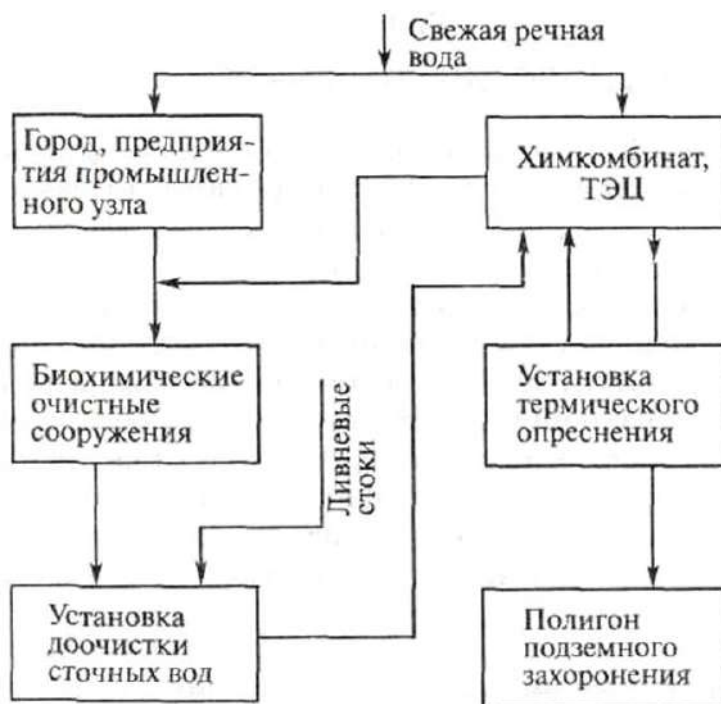 Свежая речная
вода
Город, предприя-
тия промышлен-
ного узла
Химкомбинат,
ТЭЦ
Биохимические
очистные
сооружения
Ливневые
стоки
Установка
термического
опреснения
Установка
доочистки
сточных вод
Полигон
подземного
захоронения